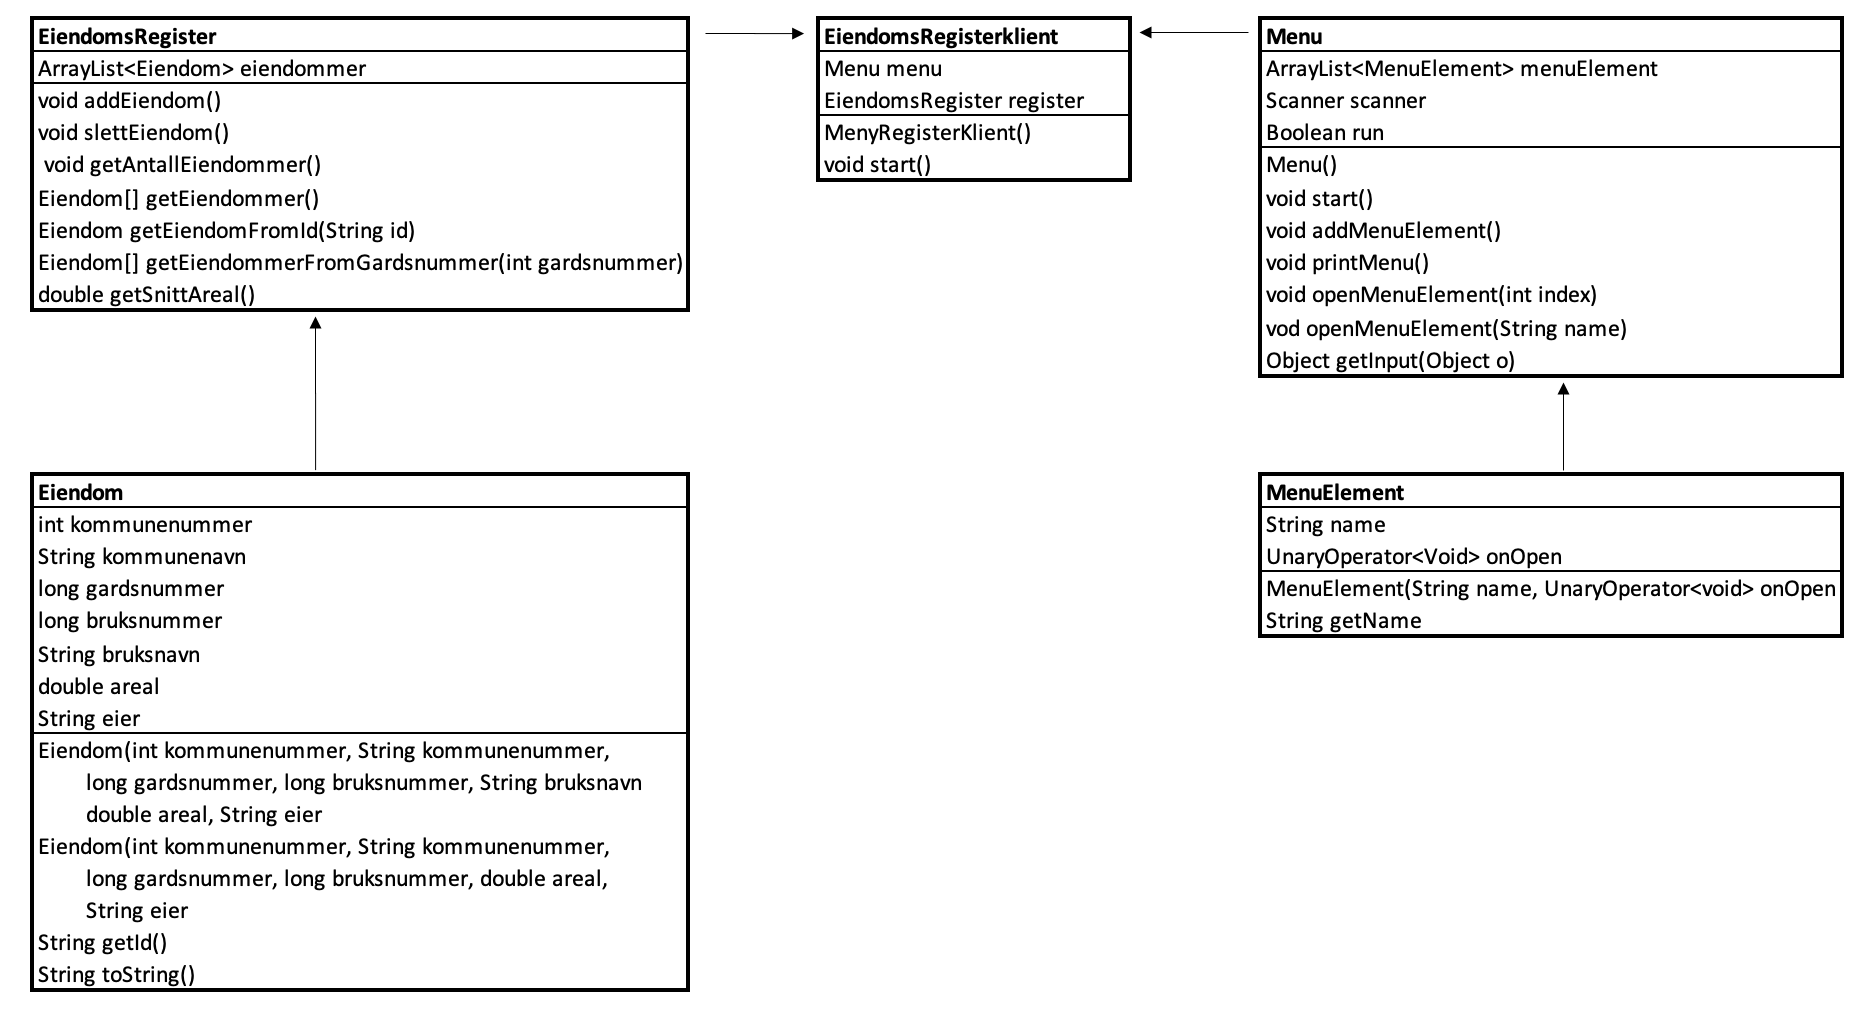 EiendomsRegister
ArrayList<Eiendom> eiendommer
void addEiendom()
void slettEiendom()
void getAntallEiendommer()
Eiendom[] getEiendommer()
Eiendom getEiendomFromId(String id)
Eiendom[] getEiendommerFromGardsnummer(int gardsnummer)
double getSnittAreal()
EiendomsRegisterklient
Menu menu
EiendomsRegister register
MenyRegisterKlient()
void start()
Menu
ArrayList<MenuElement> menuElement
Scanner scanner
Boolean run
Menu()
void start()
void addMenuElement()
void printMenu()
void openMenuElement(int index)
vod openMenuElement(String name)
Object getInput(Object o)
Eiendom
int kommunenummer
String kommunenavn
long gardsnummer
long bruksnummer
String bruksnavn
double areal
String eier
Eiendom(int kommunenummer, String kommunenummer,
long gardsnummer, long bruksnummer, String bruksnavn
double areal, String eier
Eiendom(int kommunenummer, String kommunenummer,
long gardsnummer, long bruksnummer, double areal,
String eier
String getId()
String toString()
MenuElement
String name
UnaryOperator<Void> onOpen
MenuElement(String name, UnaryOperator<void> onOpen
String getName